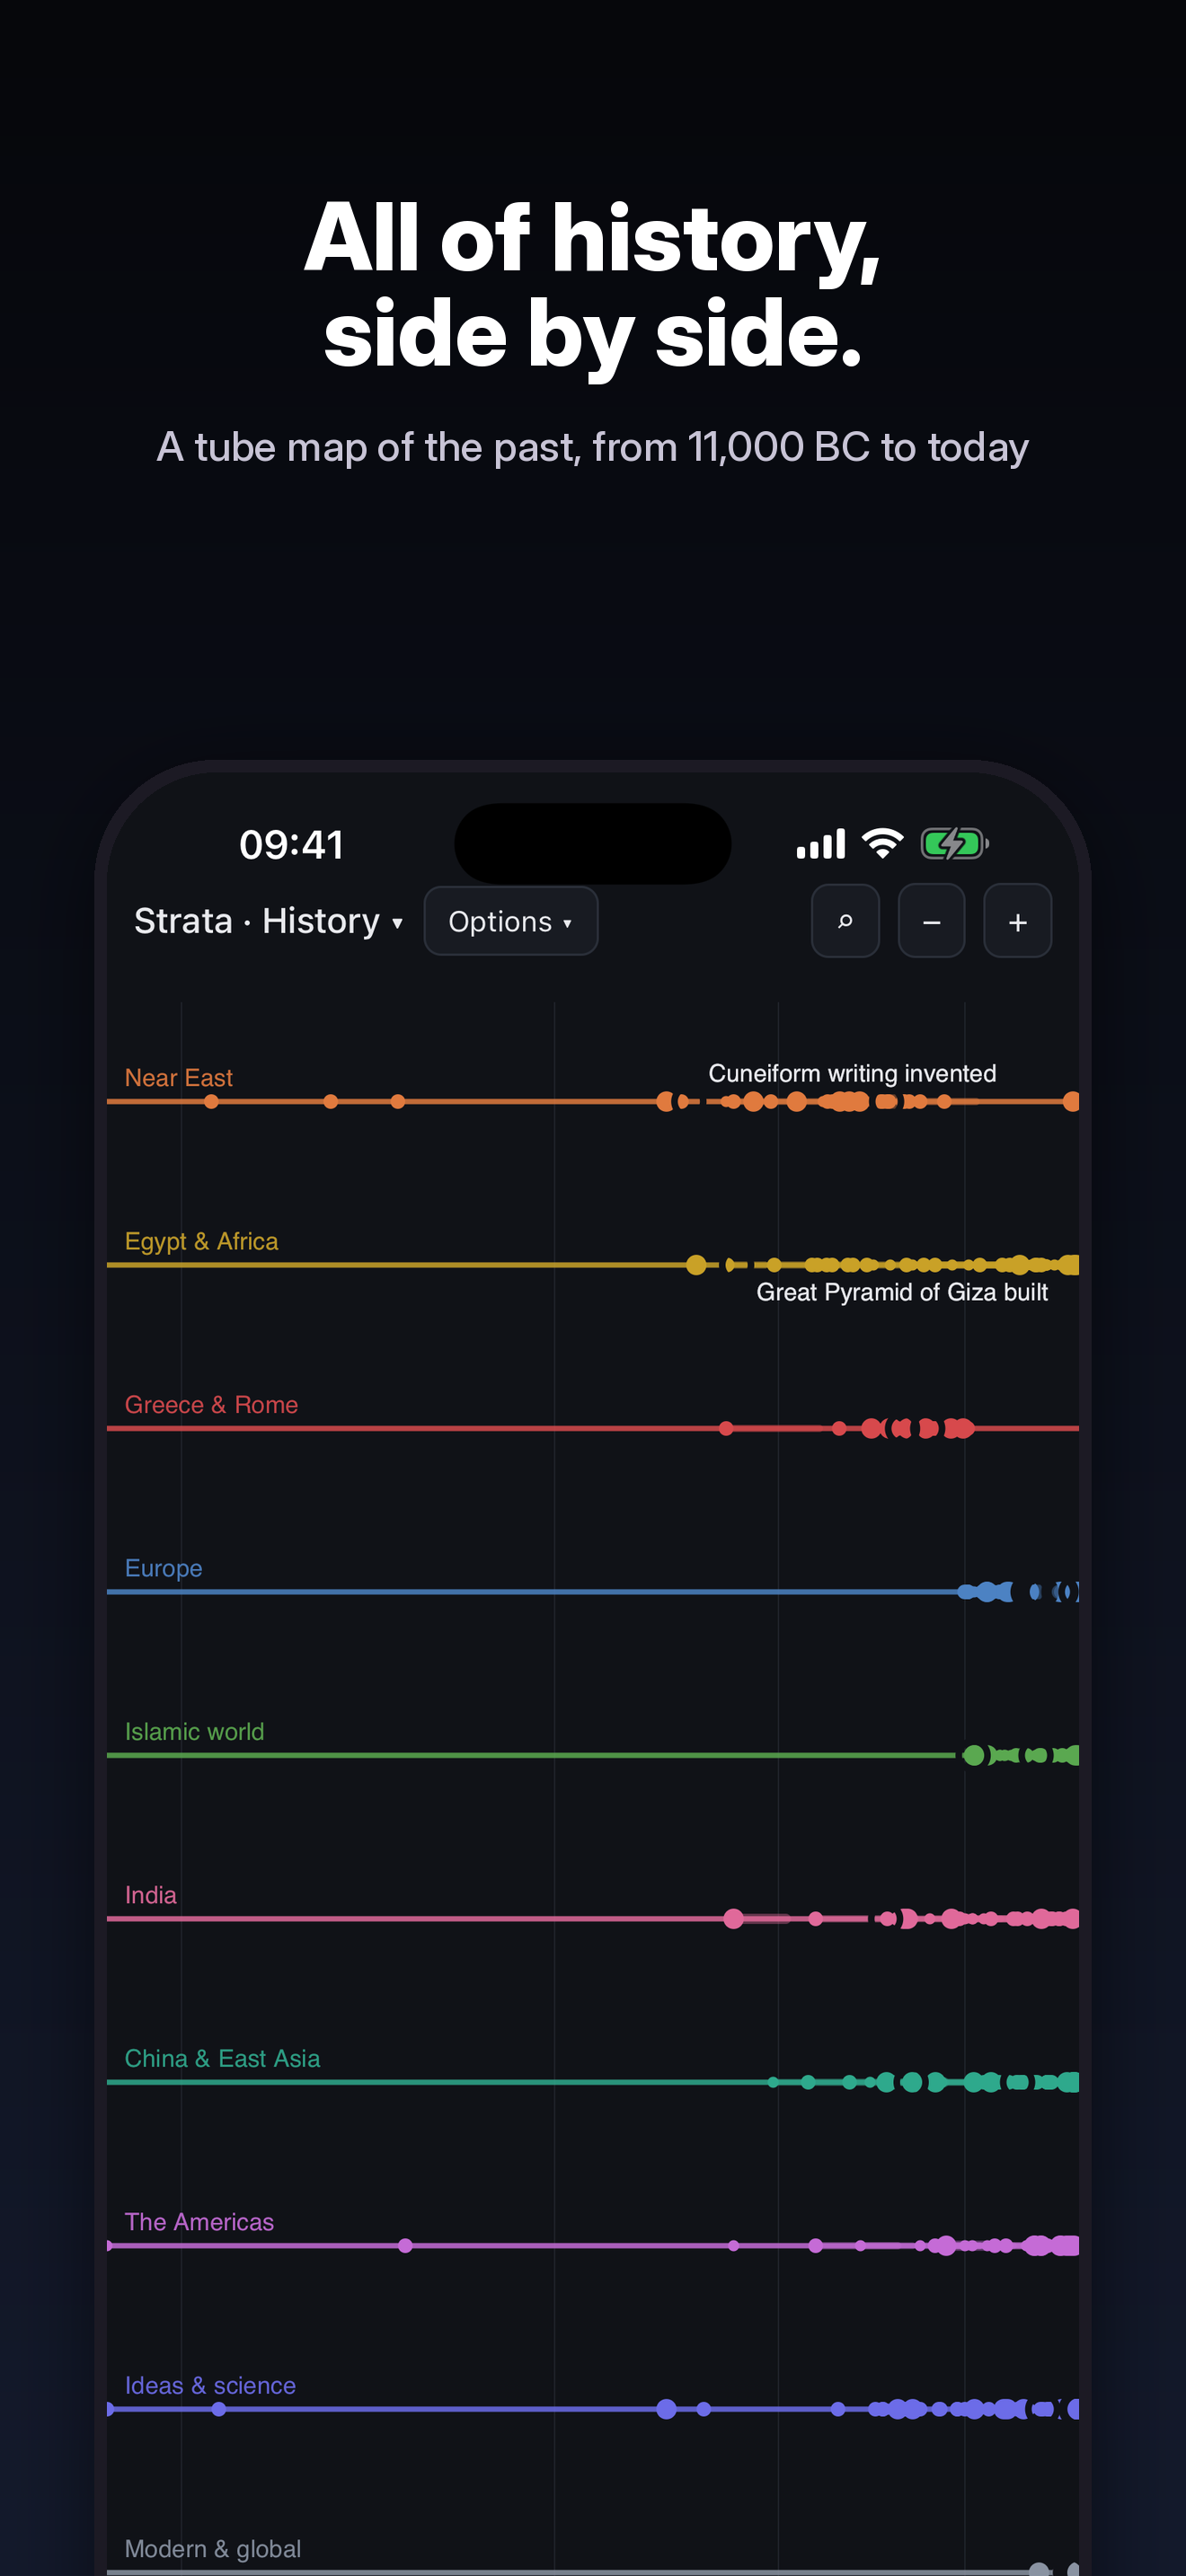 All of history,
side by side.
A tube map of the past, from 11,000 BC to today
09:41
Strata · History ▾
Options ▾
Near East
Cuneiform writing invented
Egypt & Africa
Great Pyramid of Giza built
Greece & Rome
Europe
Islamic world
India
China & East Asia
The Americas
Ideas & science
Modern & global